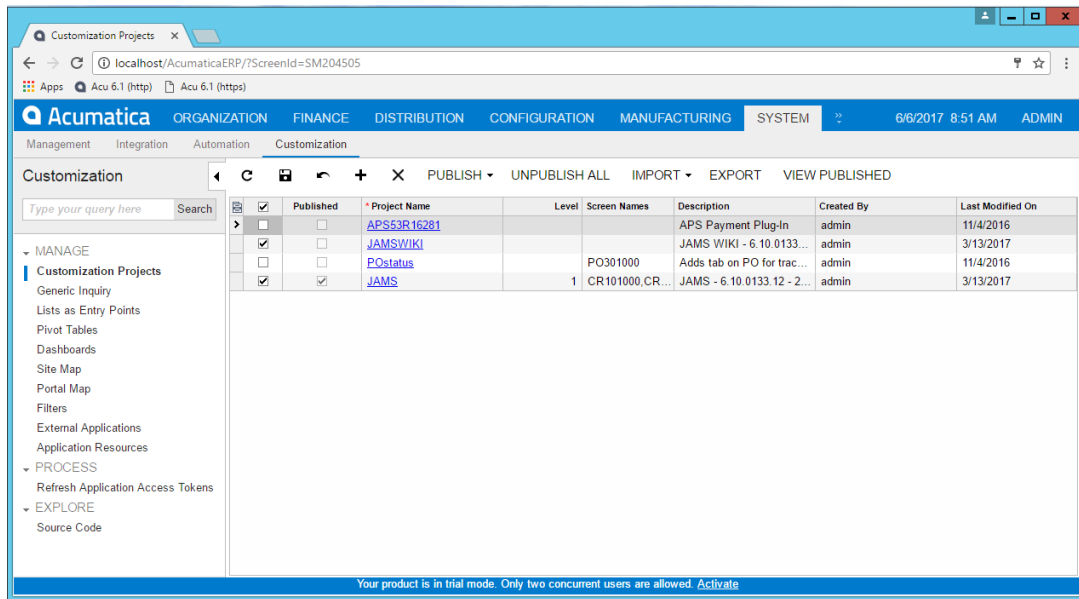 Customization Projects
localhost/AcumaticaERP/?ScreenId=SM204505
Apps Acu 6.1 (http) Acu 6.1 (https)
Acumatica ORGANIZATION FINANCE DISTRIBUTION CONFIGURATION MANUFACTURING SYSTEM 6/6/2017 8:51 AM ADMIN
Management Integration Automation Customization
Customization PUBLISH UNPUBLISH ALL IMPORT EXPORT VIEW PUBLISHED
Type your query here Search
Published * Project Name Level Screen Names Description Created By Last Modified On
APS53R16281 APS Payment Plug-In admin 11/4/2016
JAMSWIKI JAMS WIKI - 6.10.0133... admin 3/13/2017
POstatus PO301000 Adds tab on PO for trac... admin 11/4/2016
JAMS 1 CR101000,CR... JAMS - 6.10.0133.12 - 2... admin 3/13/2017
MANAGE
Customization Projects
Generic Inquiry
Lists as Entry Points
Pivot Tables
Dashboards
Site Map
Portal Map
Filters
External Applications
Application Resources
PROCESS
Refresh Application Access Tokens
EXPLORE
Source Code
Your product is in trial mode. Only two concurrent users are allowed. Activate